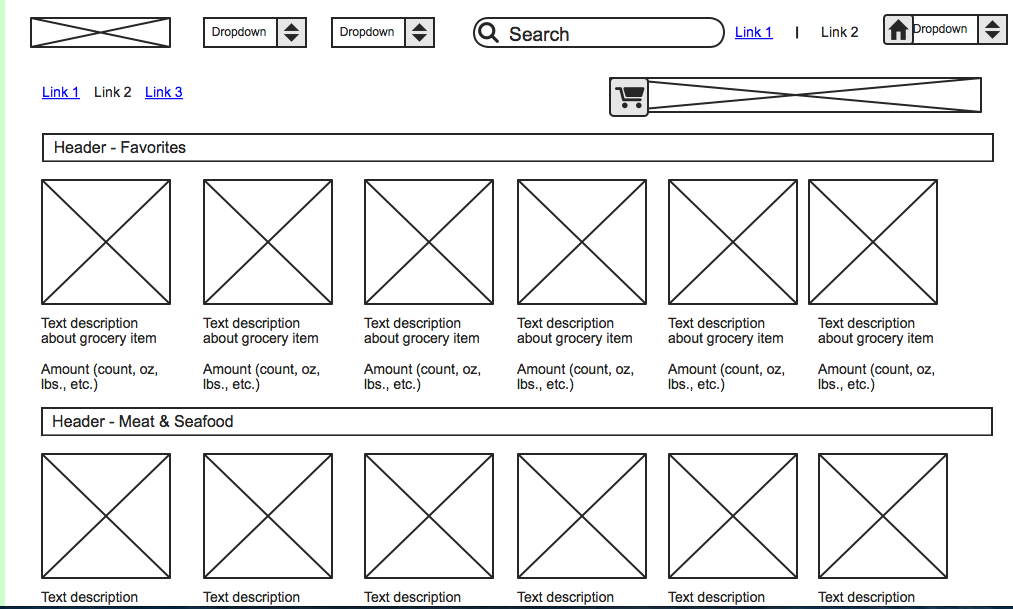 Dropdown
Dropdown
Search
Link 1
I
Link 2
Dropdown
Link 1
Link 2
Link 3
Header - Favorites
Text description
about grocery item
Amount (count, oz,
lbs., etc.)
Text description
about grocery item
Amount (count, oz,
lbs., etc.)
Text description
about grocery item
Amount (count, oz,
lbs., etc.)
Text description
about grocery item
Amount (count, oz,
lbs., etc.)
Text description
about grocery item
Amount (count, oz,
lbs., etc.)
Text description
about grocery item
Amount (count, oz,
lbs., etc.)
Header - Meat & Seafood
Text description
Text description
Text description
Text description
Text description
Text description